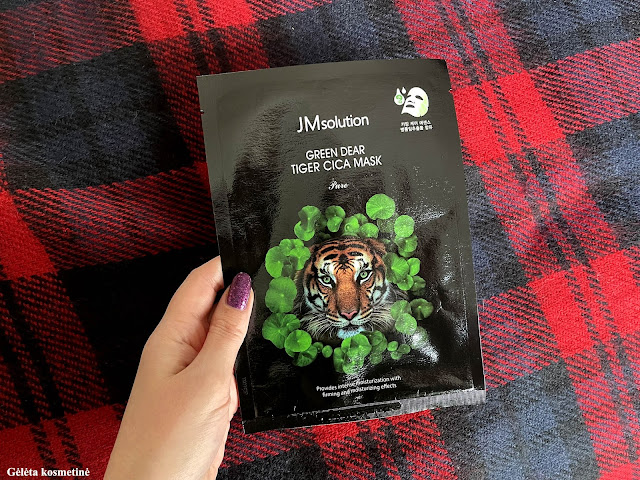 JMsolution
GREEN DEAR
TIGER CICA MASK
Pure
Provides intense moisturization with
firming and moisturizing effects
Gėlėta kosmetinė